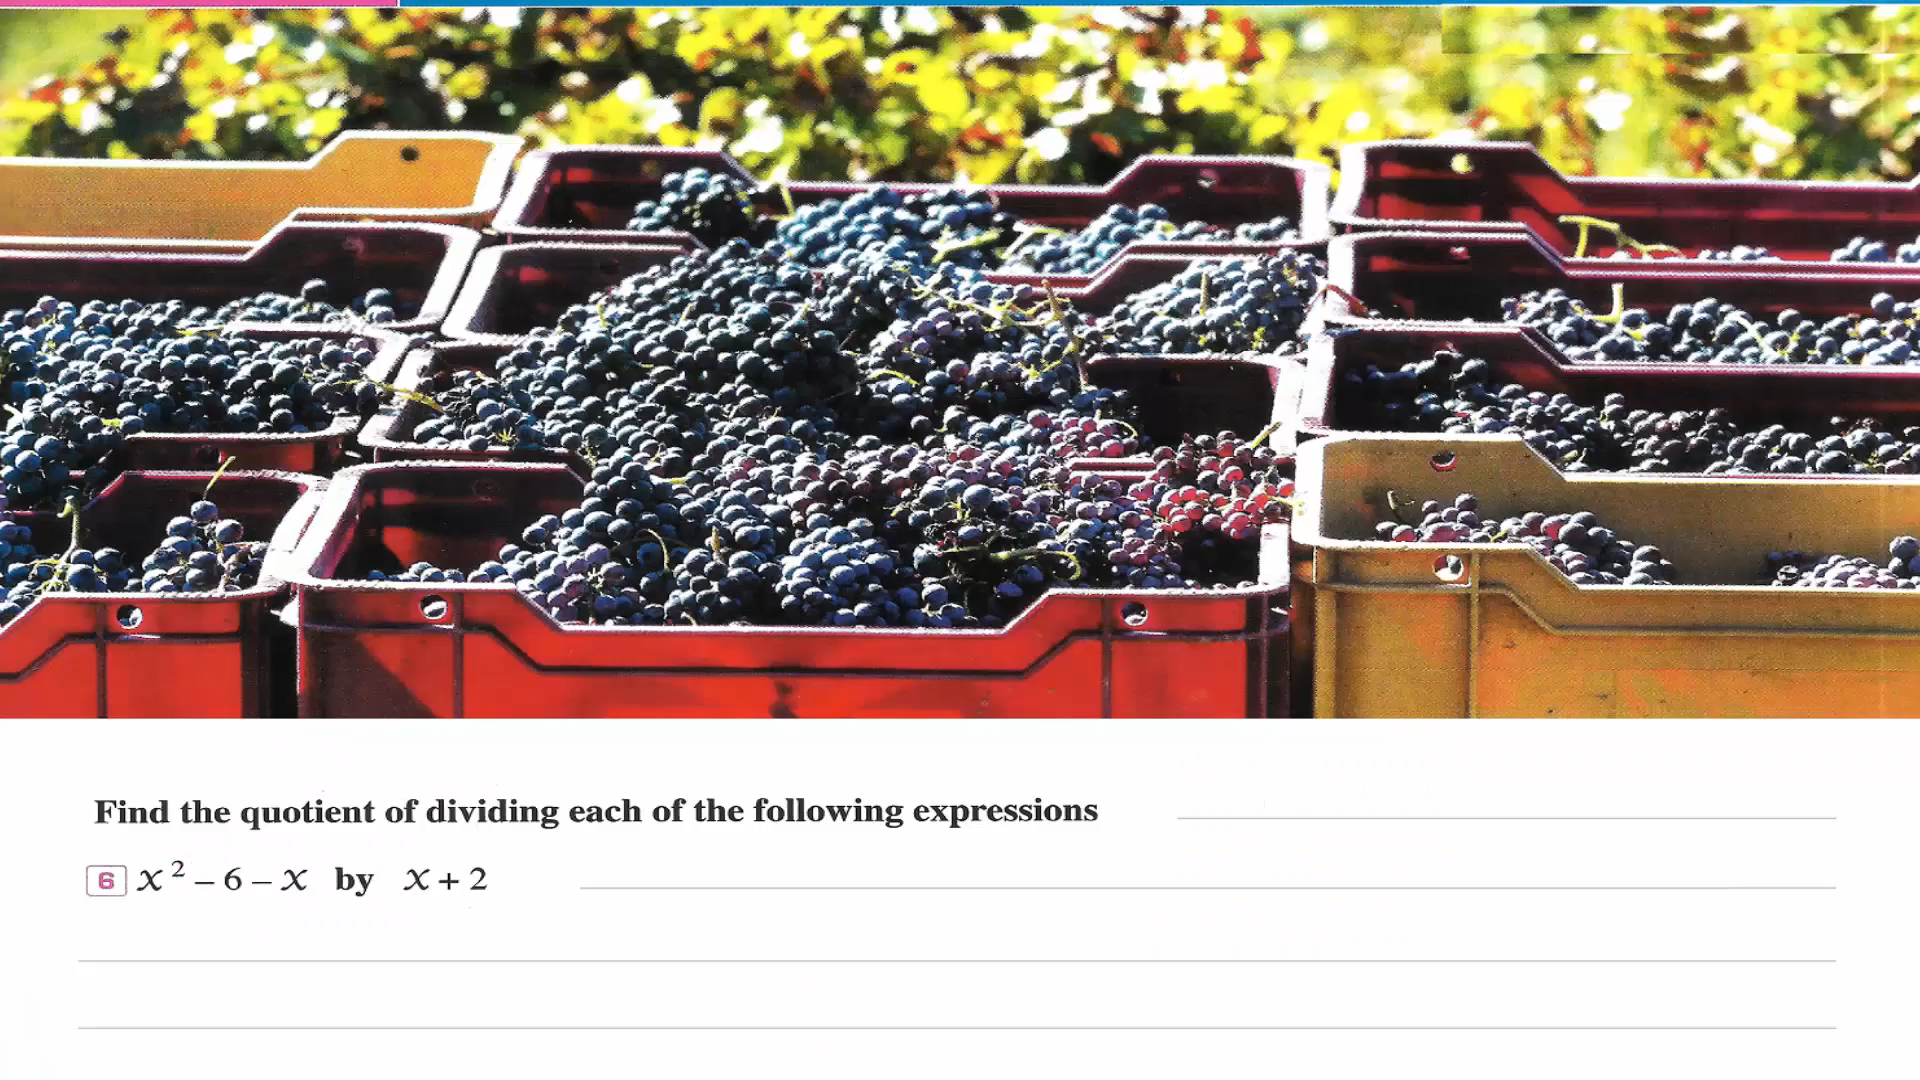 Find the quotient of dividing each of the following expressions
6 x² – 6 – x by x + 2